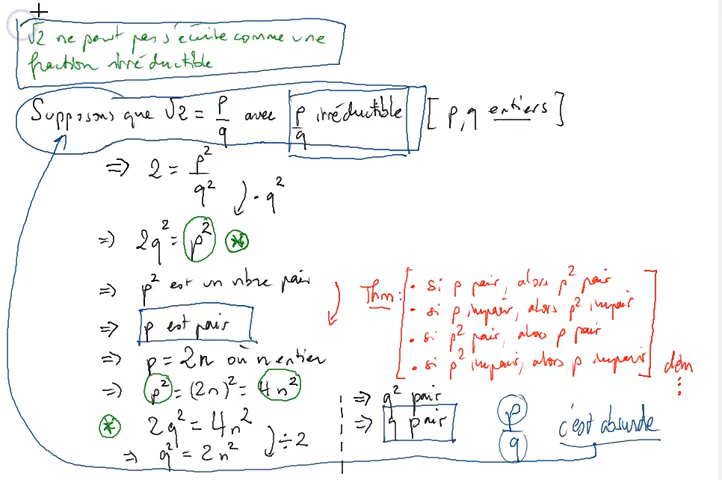 √2 ne peut pas s'écrire comme une
fraction irréductible
Supposons que √2 = p/q avec p/q irréductible [p, q entiers]
⇒ 2 = p²/q²
· q²
⇒ 2q² = p² *
⇒ p² est un nbre pair
⇒ p est pair
⇒ p = 2n où n entier
⇒ p² = (2n)² = 4n²
* 2q² = 4n²
÷2
⇒ q² = 2n²
Thm:
• si p pair, alors p² pair
• si p impair, alors p² impair
• si p² pair, alors p pair
• si p² impair, alors p impair
dém
⋮
⇒ q² pair
⇒ q pair
p/q
c'est absurde